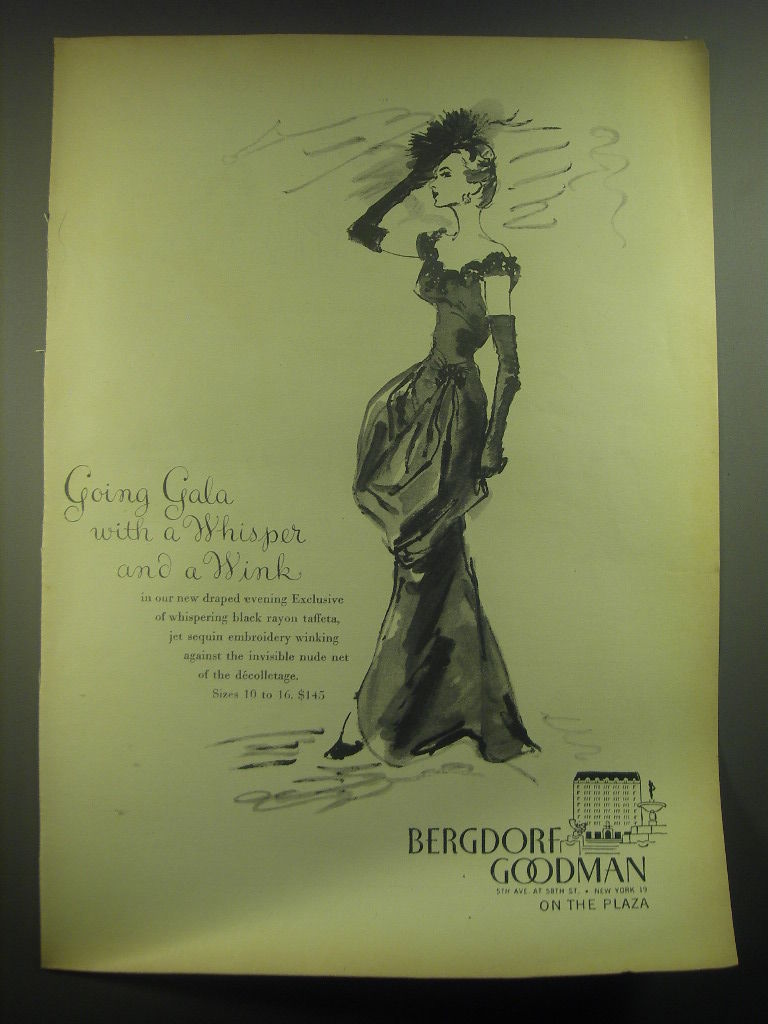 Going Gala
with a Whisper
and a Wink
in our new draped evening Exclusive
of whispering black rayon taffeta,
jet sequin embroidery winking
against the invisible nude net
of the décolletage.
Sizes 10 to 16. $145
BERGDORF
GOODMAN
5TH AVE. AT 58TH ST. • NEW YORK 19
ON THE PLAZA